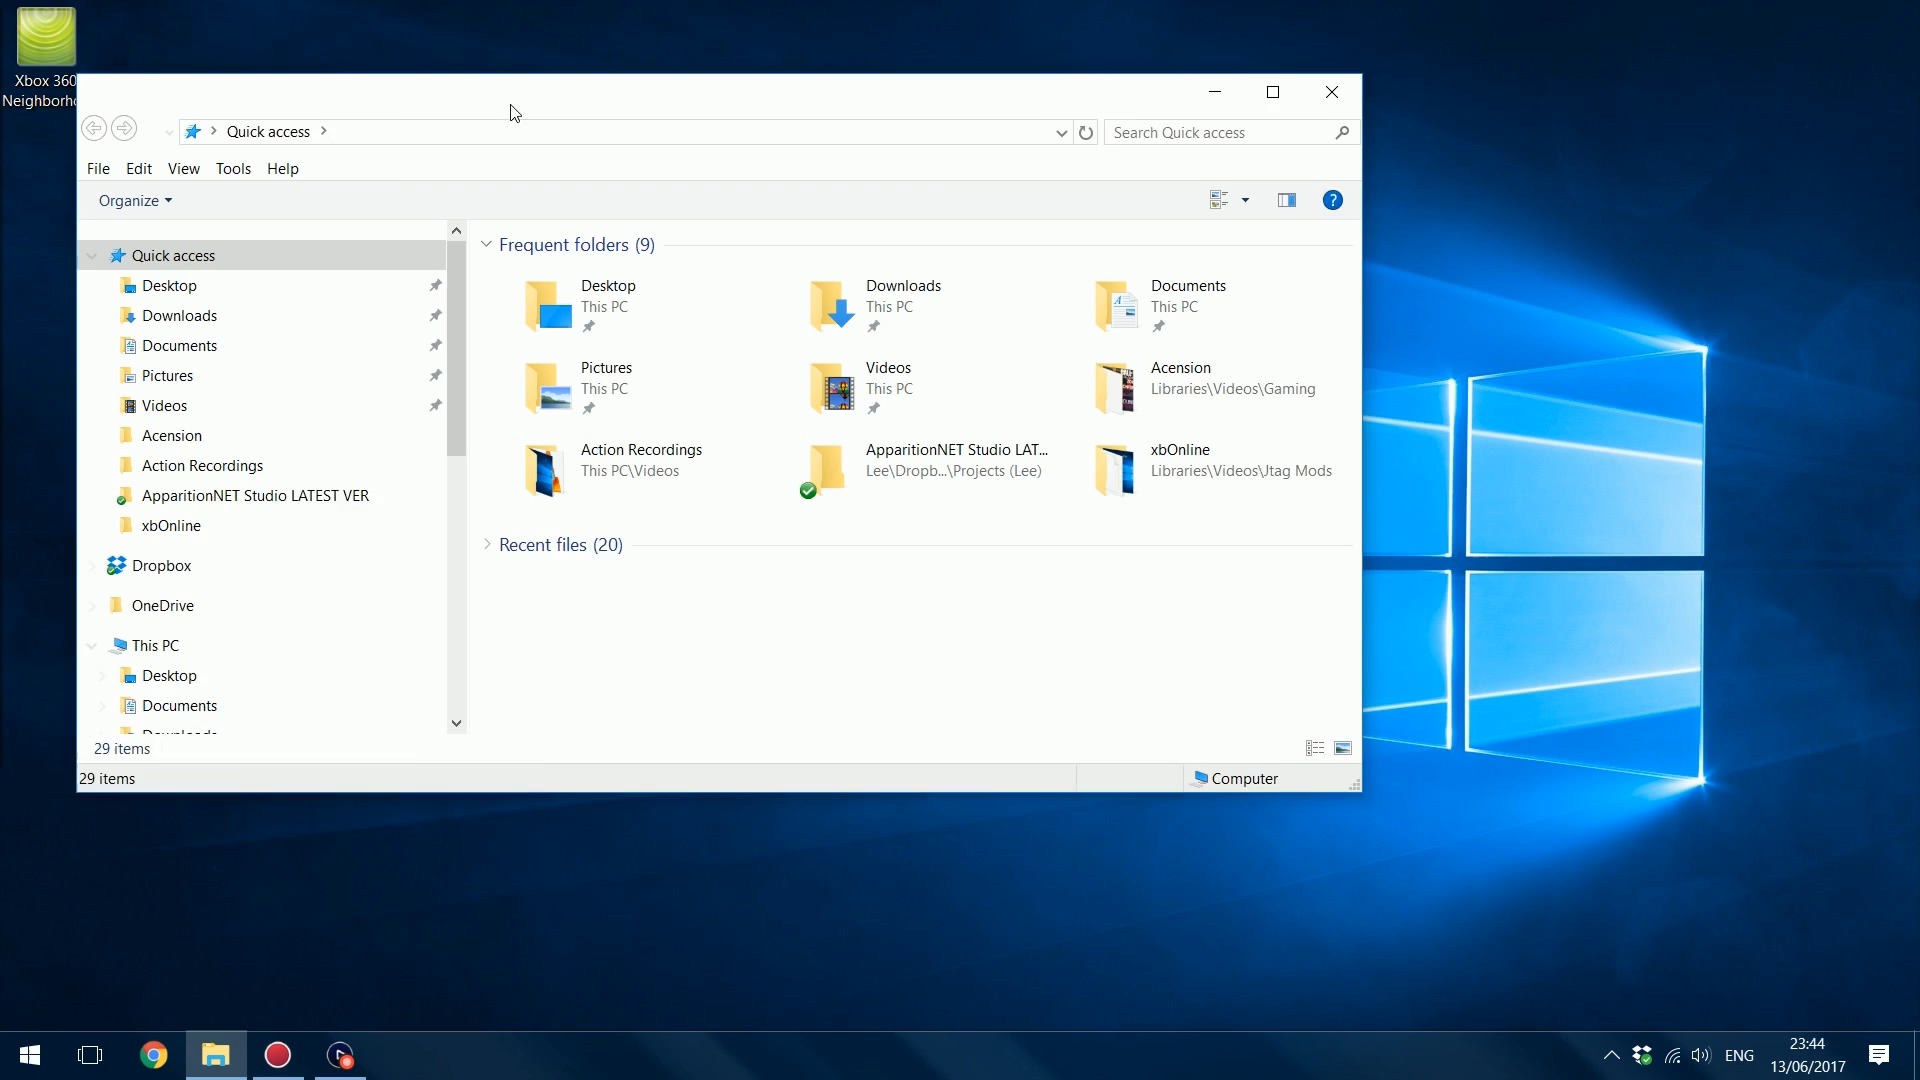 Xbox 360
Neighborho
Quick access
Search Quick access
File Edit View Tools Help
Organize
Quick access
Desktop
Downloads
Documents
Pictures
Videos
Acension
Action Recordings
ApparitionNET Studio LATEST VER
xbOnline
Dropbox
OneDrive
This PC
Desktop
Documents
Downloads
Frequent folders (9)
Desktop
This PC
Downloads
This PC
Documents
This PC
Pictures
This PC
Videos
This PC
Acension
Libraries\Videos\Gaming
Action Recordings
This PC\Videos
ApparitionNET Studio LAT...
Lee\Dropb...\Projects (Lee)
xbOnline
Libraries\Videos\Jtag Mods
Recent files (20)
29 items
29 items
Computer
ENG
23:44
13/06/2017